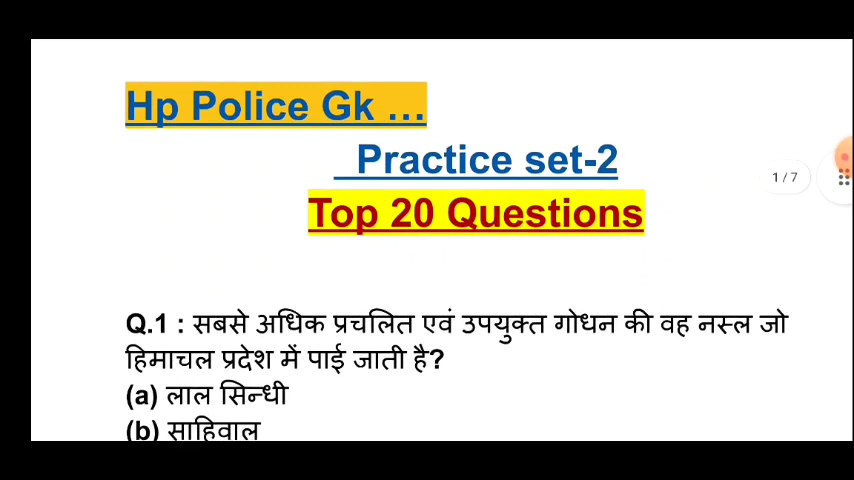 Hp Police Gk ...
Practice set-2
1 / 7
Top 20 Questions
Q.1 : सबसे अधिक प्रचलित एवं उपयुक्त गोधन की वह नस्ल जो
हिमाचल प्रदेश में पाई जाती है?
(a) लाल सिन्धी
(b) साहिवाल